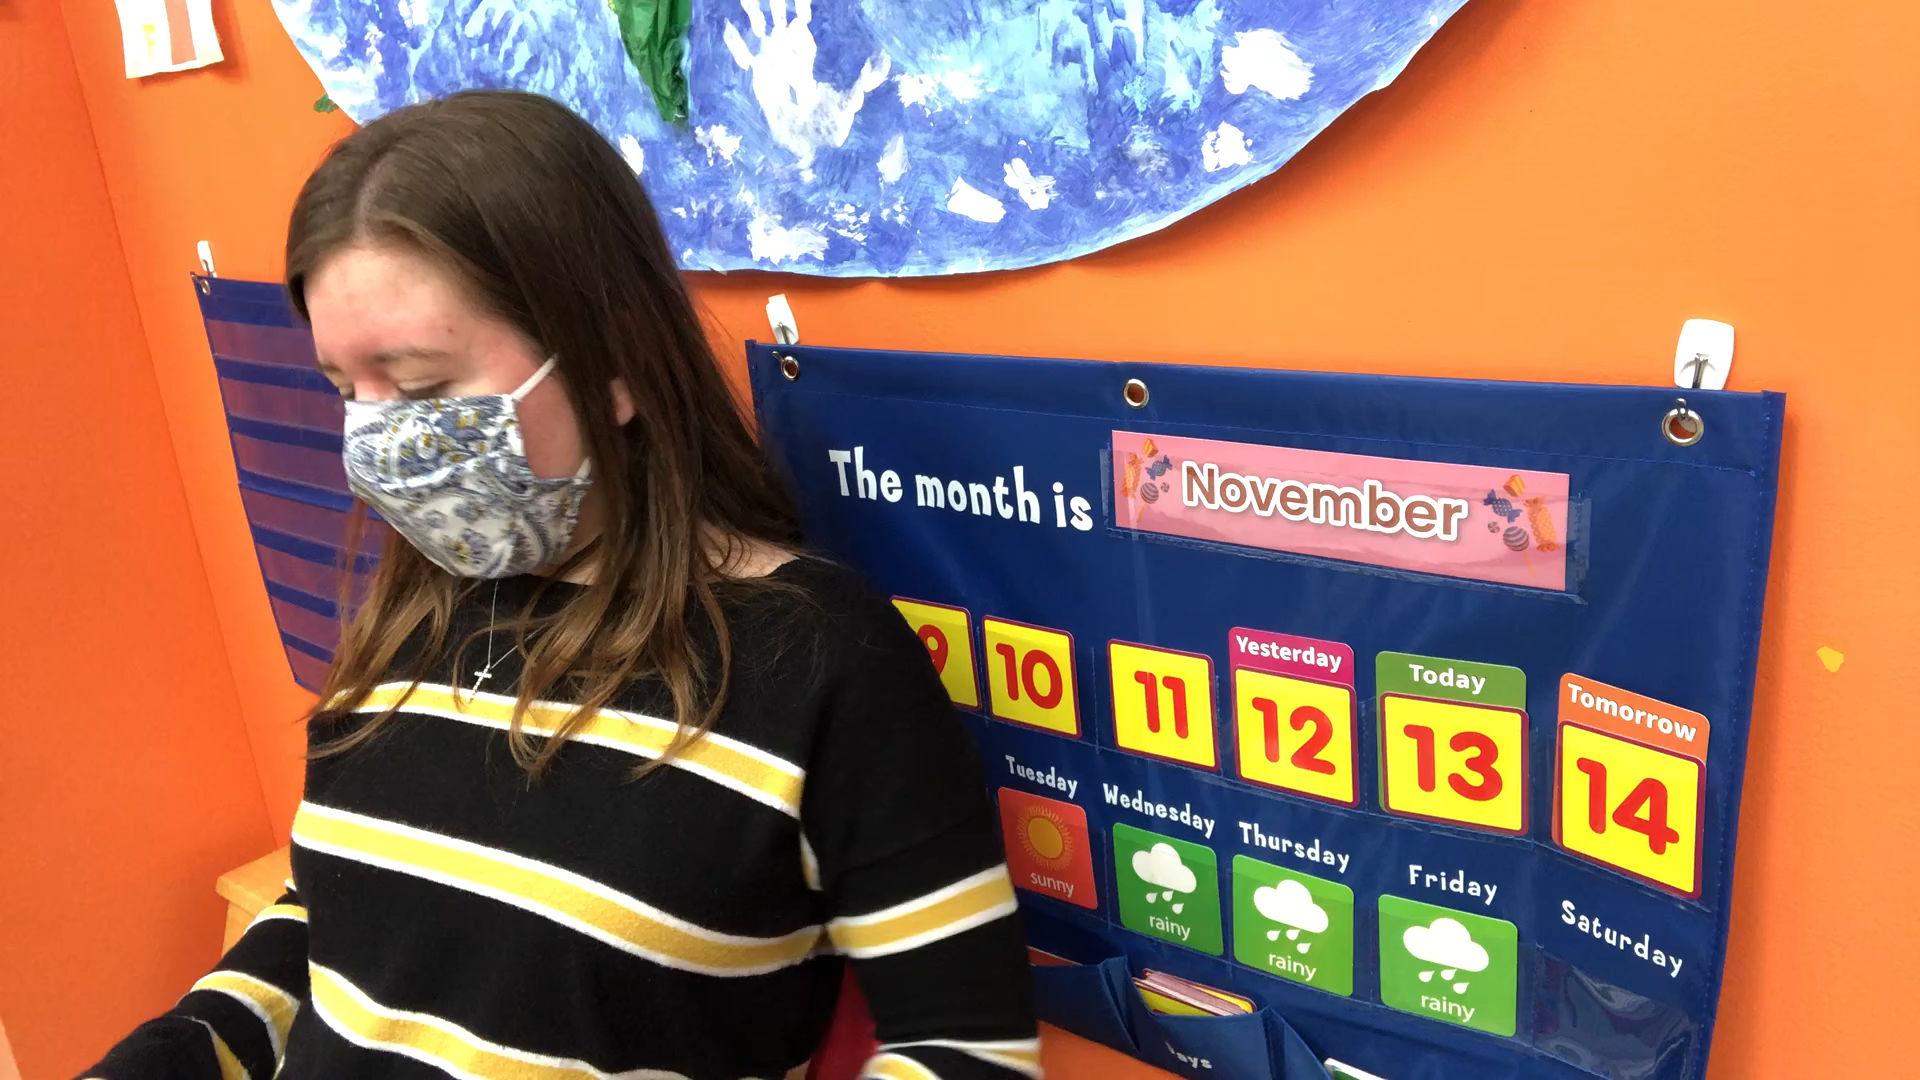 The month is November
9 10 11 12 13 14
Yesterday Today Tomorrow
Tuesday Wednesday Thursday Friday Saturday
sunny rainy rainy rainy